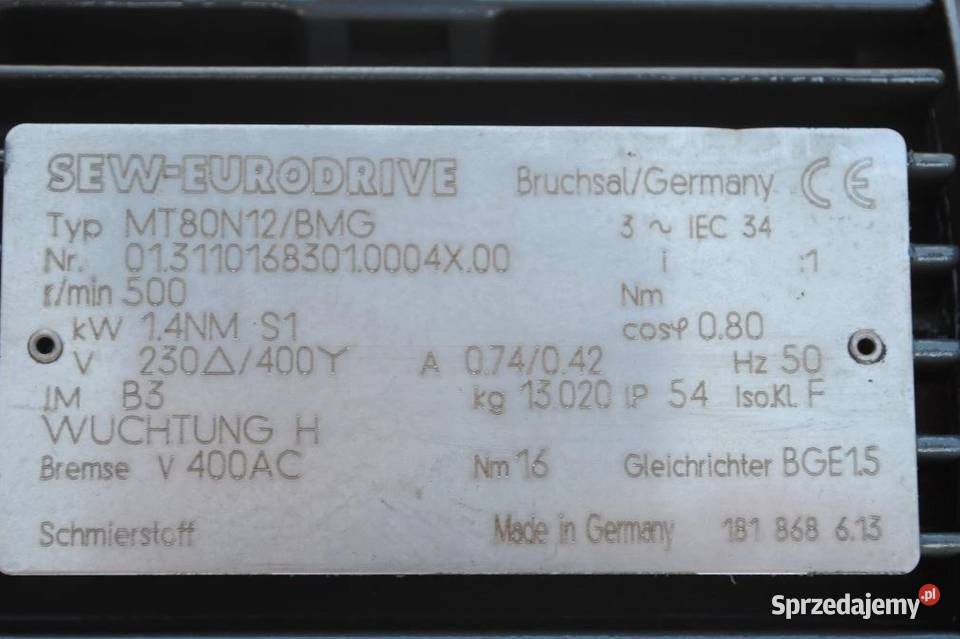 SEW-EURODRIVE Bruchsal/Germany CE
Typ MT80N12/BMG 3 ~ IEC 34
Nr. 01.3110168301.0004X.00 i :1
r/min 500 Nm
kW 1.4NM S1 cosφ 0.80
V 230△/400Y A 0.74/0.42 Hz 50
IM B3 kg 13.020 IP 54 Iso.Kl. F
WUCHTUNG H
Bremse V 400AC Nm 16 Gleichrichter BGE1.5
Schmierstoff Made in Germany 181 868 6.13
Sprzedajemy.pl